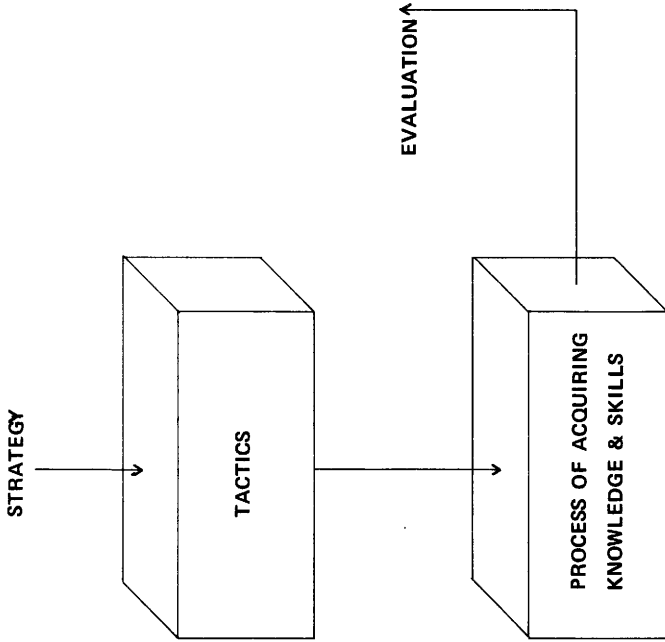 STRATEGY
TACTICS
PROCESS OF ACQUIRING
KNOWLEDGE & SKILLS
EVALUATION